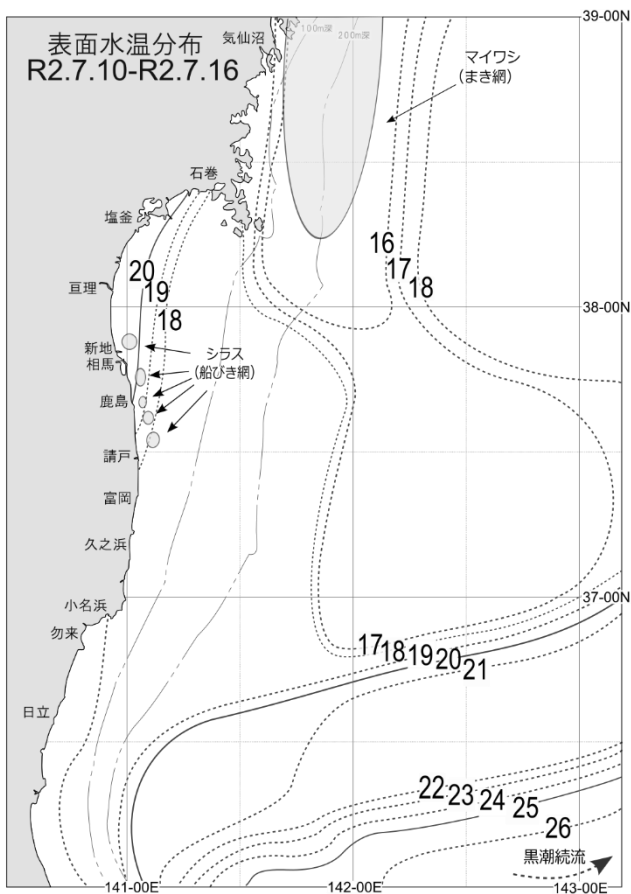 39-00N
表面水温分布
R2.7.10-R2.7.16
気仙沼
100m深
200m深
マイワシ
(まき網)
石巻
塩釜
16
17
18
20
19
18
亘理
38-00N
新地
相馬
シラス
(船びき網)
鹿島
請戸
富岡
久之浜
小名浜
37-00N
勿来
17
18
19
20
21
日立
22
23
24
25
26
黒潮続流
141-00E
142-00E
143-00E